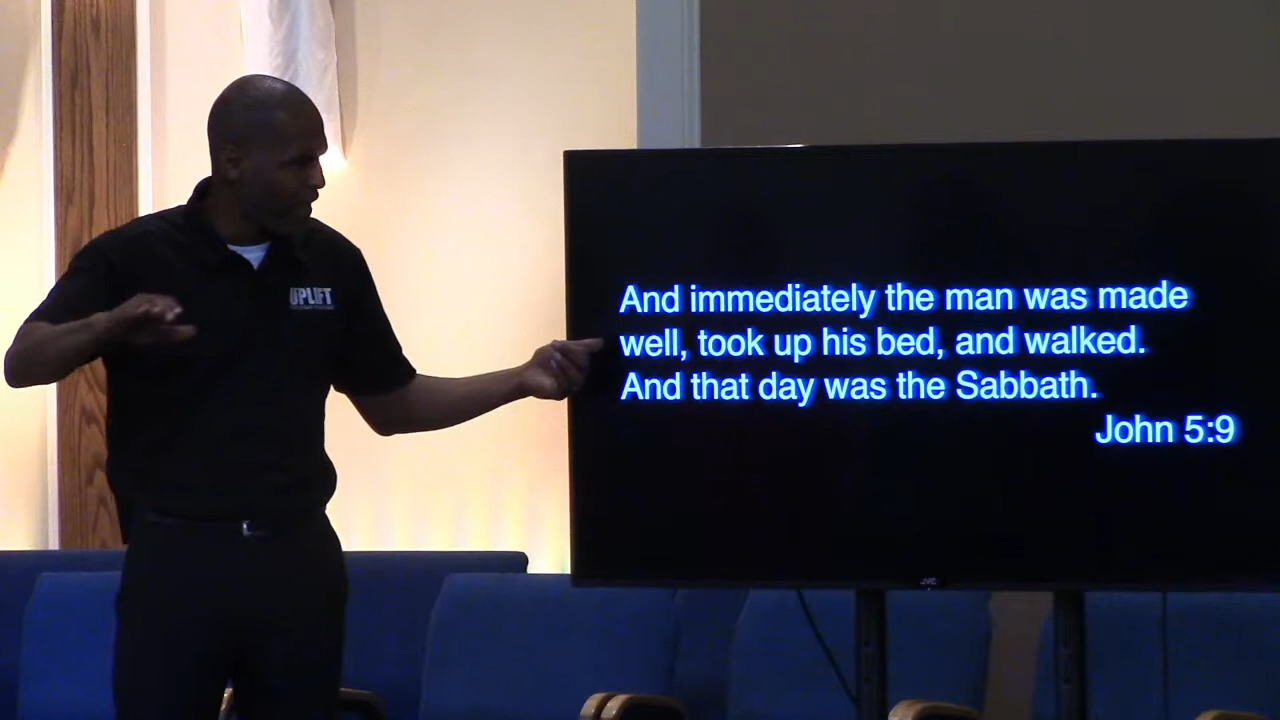 UPLIFT
And immediately the man was made
well, took up his bed, and walked.
And that day was the Sabbath.
John 5:9
JVC